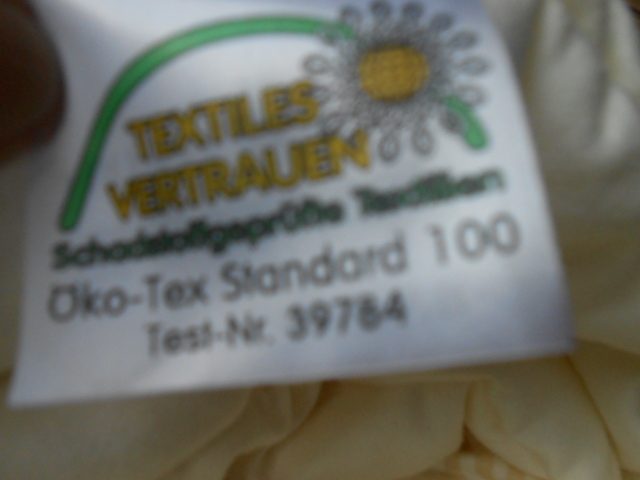 TEXTILES
VERTRAUEN
Schadstoffgeprüfte Textilien
Öko-Tex Standard 100
Test-Nr. 39784